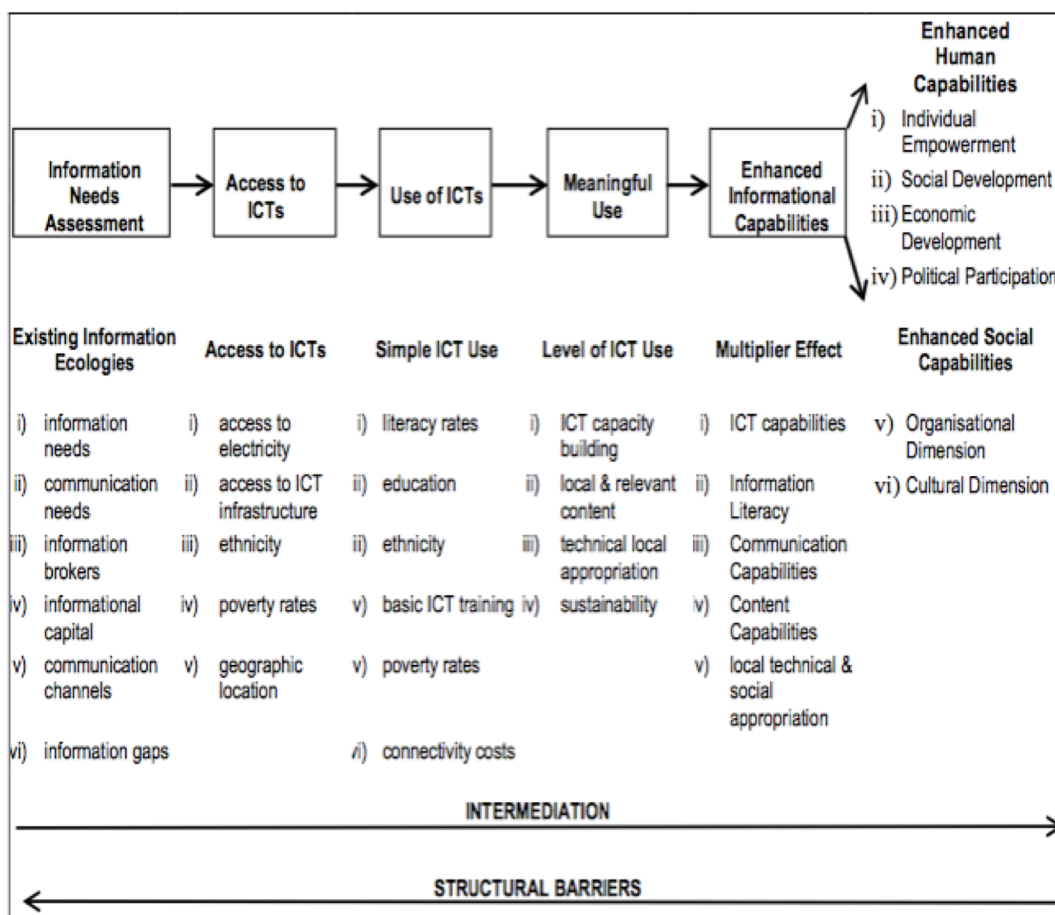 Enhanced
Human
Capabilities
i) Individual
Empowerment
ii) Social Development
iii) Economic
Development
iv) Political Participation
Information
Needs
Assessment
Access to
ICTs
Use of ICTs
Meaningful
Use
Enhanced
Informational
Capabilities
Existing Information
Ecologies
i) information
needs
ii) communication
needs
iii) information
brokers
iv) informational
capital
v) communication
channels
vi) information gaps
Access to ICTs
i) access to
electricity
ii) access to ICT
infrastructure
iii) ethnicity
iv) poverty rates
v) geographic
location
Simple ICT Use
i) literacy rates
ii) education
ii) ethnicity
v) basic ICT training
v) poverty rates
vi) connectivity costs
Level of ICT Use
i) ICT capacity
building
ii) local & relevant
content
iii) technical local
appropriation
iv) sustainability
Multiplier Effect
i) ICT capabilities
ii) Information
Literacy
iii) Communication
Capabilities
iv) Content
Capabilities
v) local technical &
social
appropriation
Enhanced Social
Capabilities
v) Organisational
Dimension
vi) Cultural Dimension
INTERMEDIATION
STRUCTURAL BARRIERS